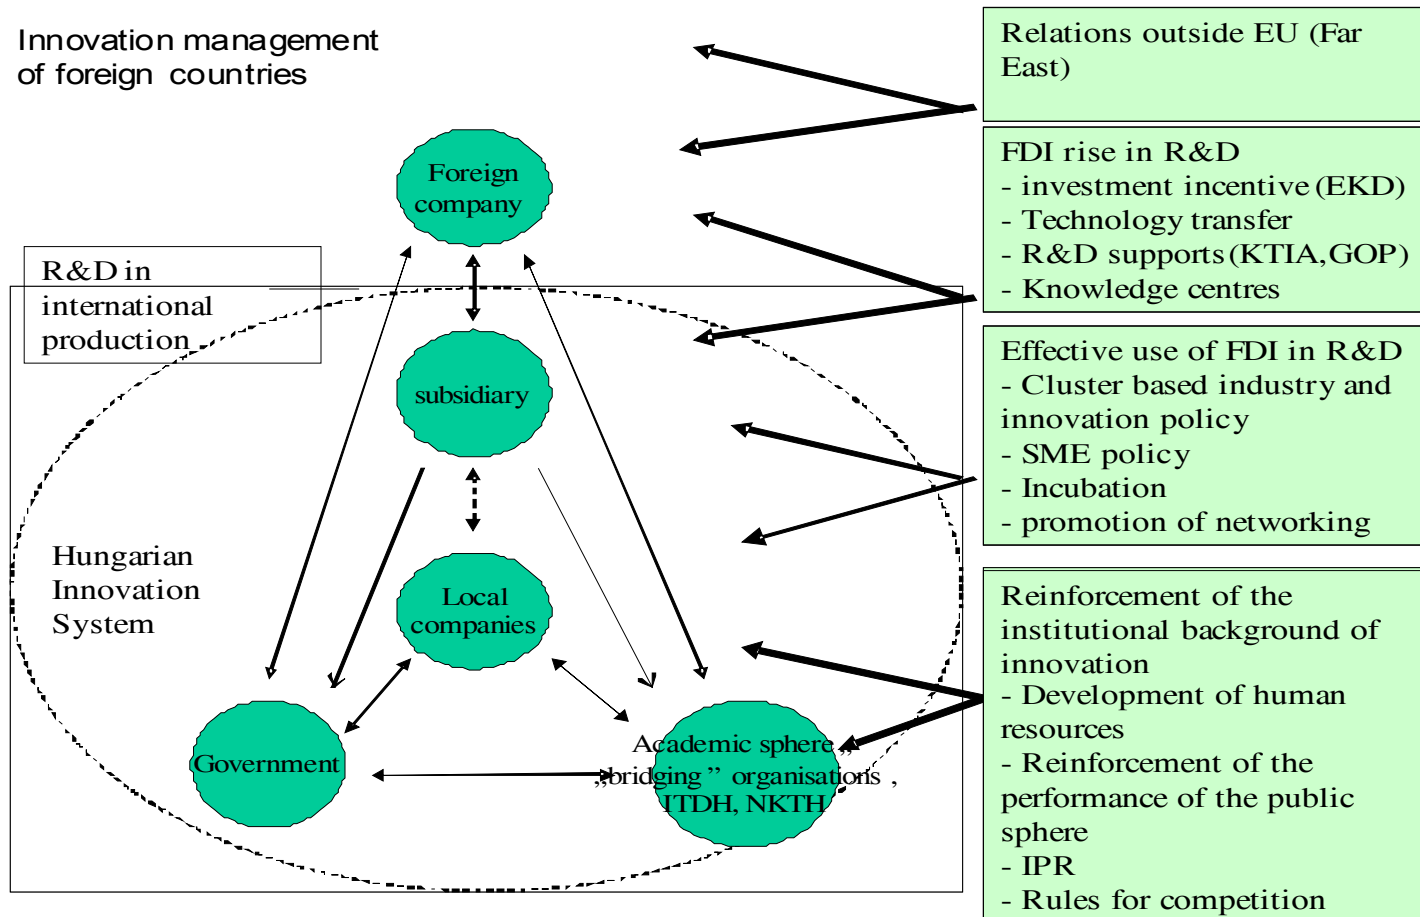 Innovation management
of foreign countries
Foreign
company
R&D in
international
production
subsidiary
Hungarian
Innovation
System
Local
companies
Government
Academic sphere „
„bridging” organisations ,
ITDH, NKTH
Relations outside EU (Far
East)
FDI rise in R&D
- investment incentive (EKD)
- Technology transfer
- R&D supports (KTIA, GOP)
- Knowledge centres
Effective use of FDI in R&D
- Cluster based industry and
innovation policy
- SME policy
- Incubation
- promotion of networking
Reinforcement of the
institutional background of
innovation
- Development of human
resources
- Reinforcement of the
performance of the public
sphere
- IPR
- Rules for competition